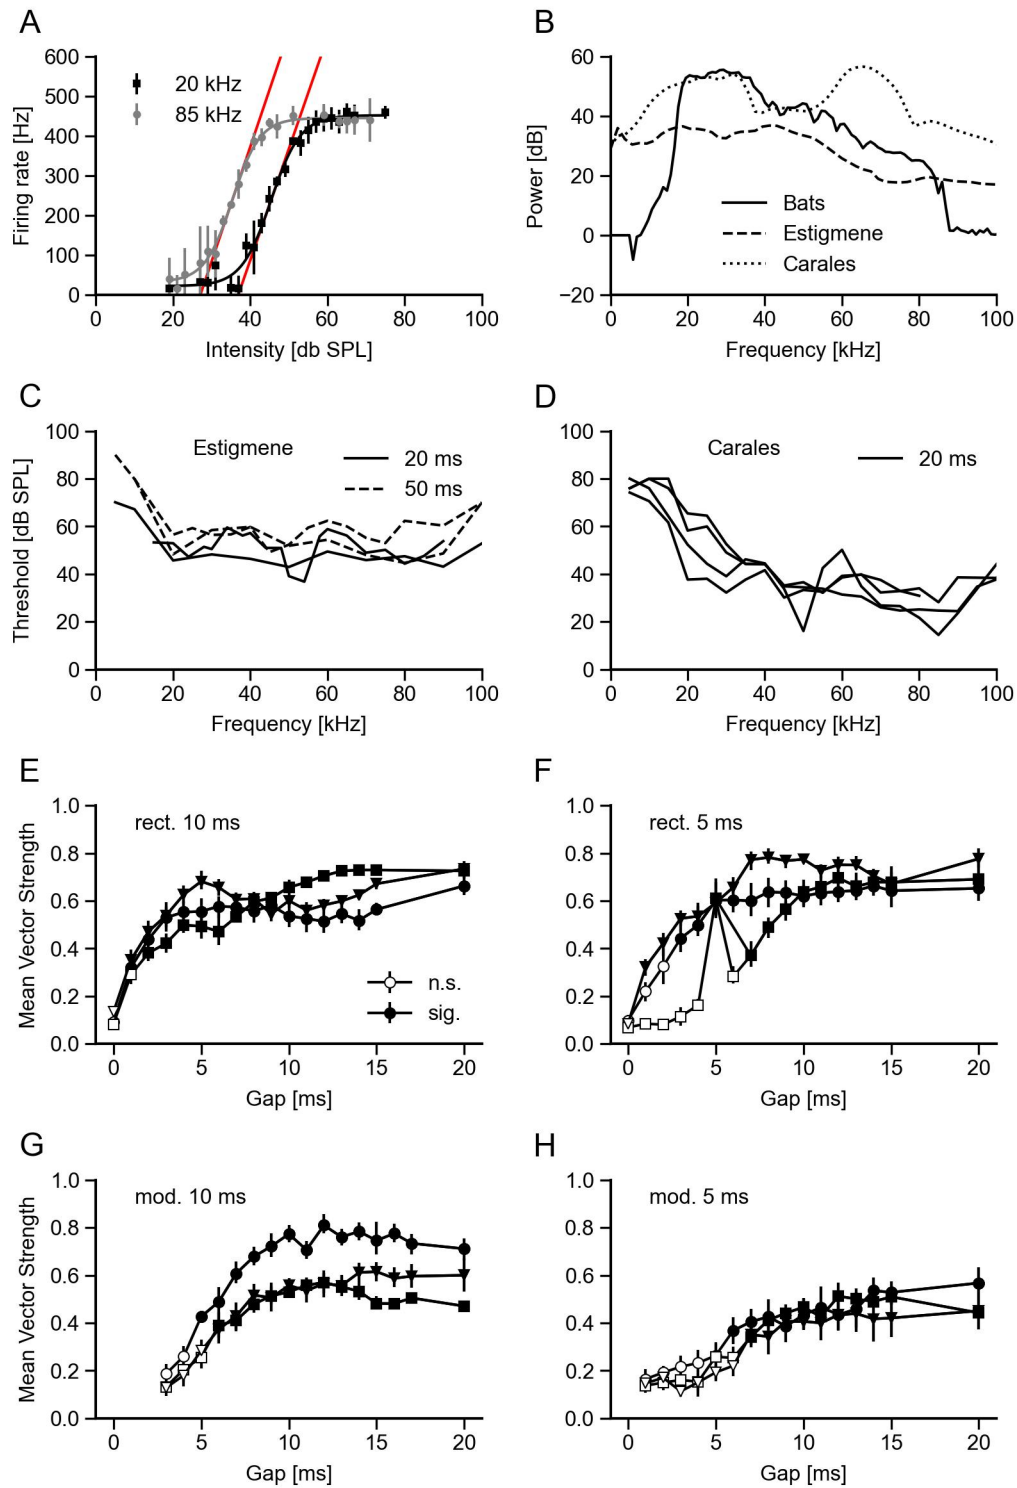 A
600
500
400
300
200
100
0
20 kHz
85 kHz
Firing rate [Hz]
0 20 40 60 80 100
Intensity [db SPL]
B
60
40
20
0
−20
Power [dB]
Bats
Estigmene
Carales
0 20 40 60 80 100
Frequency [kHz]
C
100
80
60
40
20
0
Estigmene
20 ms
50 ms
Threshold [dB SPL]
0 20 40 60 80 100
Frequency [kHz]
D
100
80
60
40
20
0
Carales
20 ms
0 20 40 60 80 100
Frequency [kHz]
E
1.0
0.8
0.6
0.4
0.2
0.0
rect. 10 ms
n.s.
sig.
Mean Vector Strength
0 5 10 15 20
Gap [ms]
F
1.0
0.8
0.6
0.4
0.2
0.0
rect. 5 ms
0 5 10 15 20
Gap [ms]
G
1.0
0.8
0.6
0.4
0.2
0.0
mod. 10 ms
Mean Vector Strength
0 5 10 15 20
Gap [ms]
H
1.0
0.8
0.6
0.4
0.2
0.0
mod. 5 ms
0 5 10 15 20
Gap [ms]